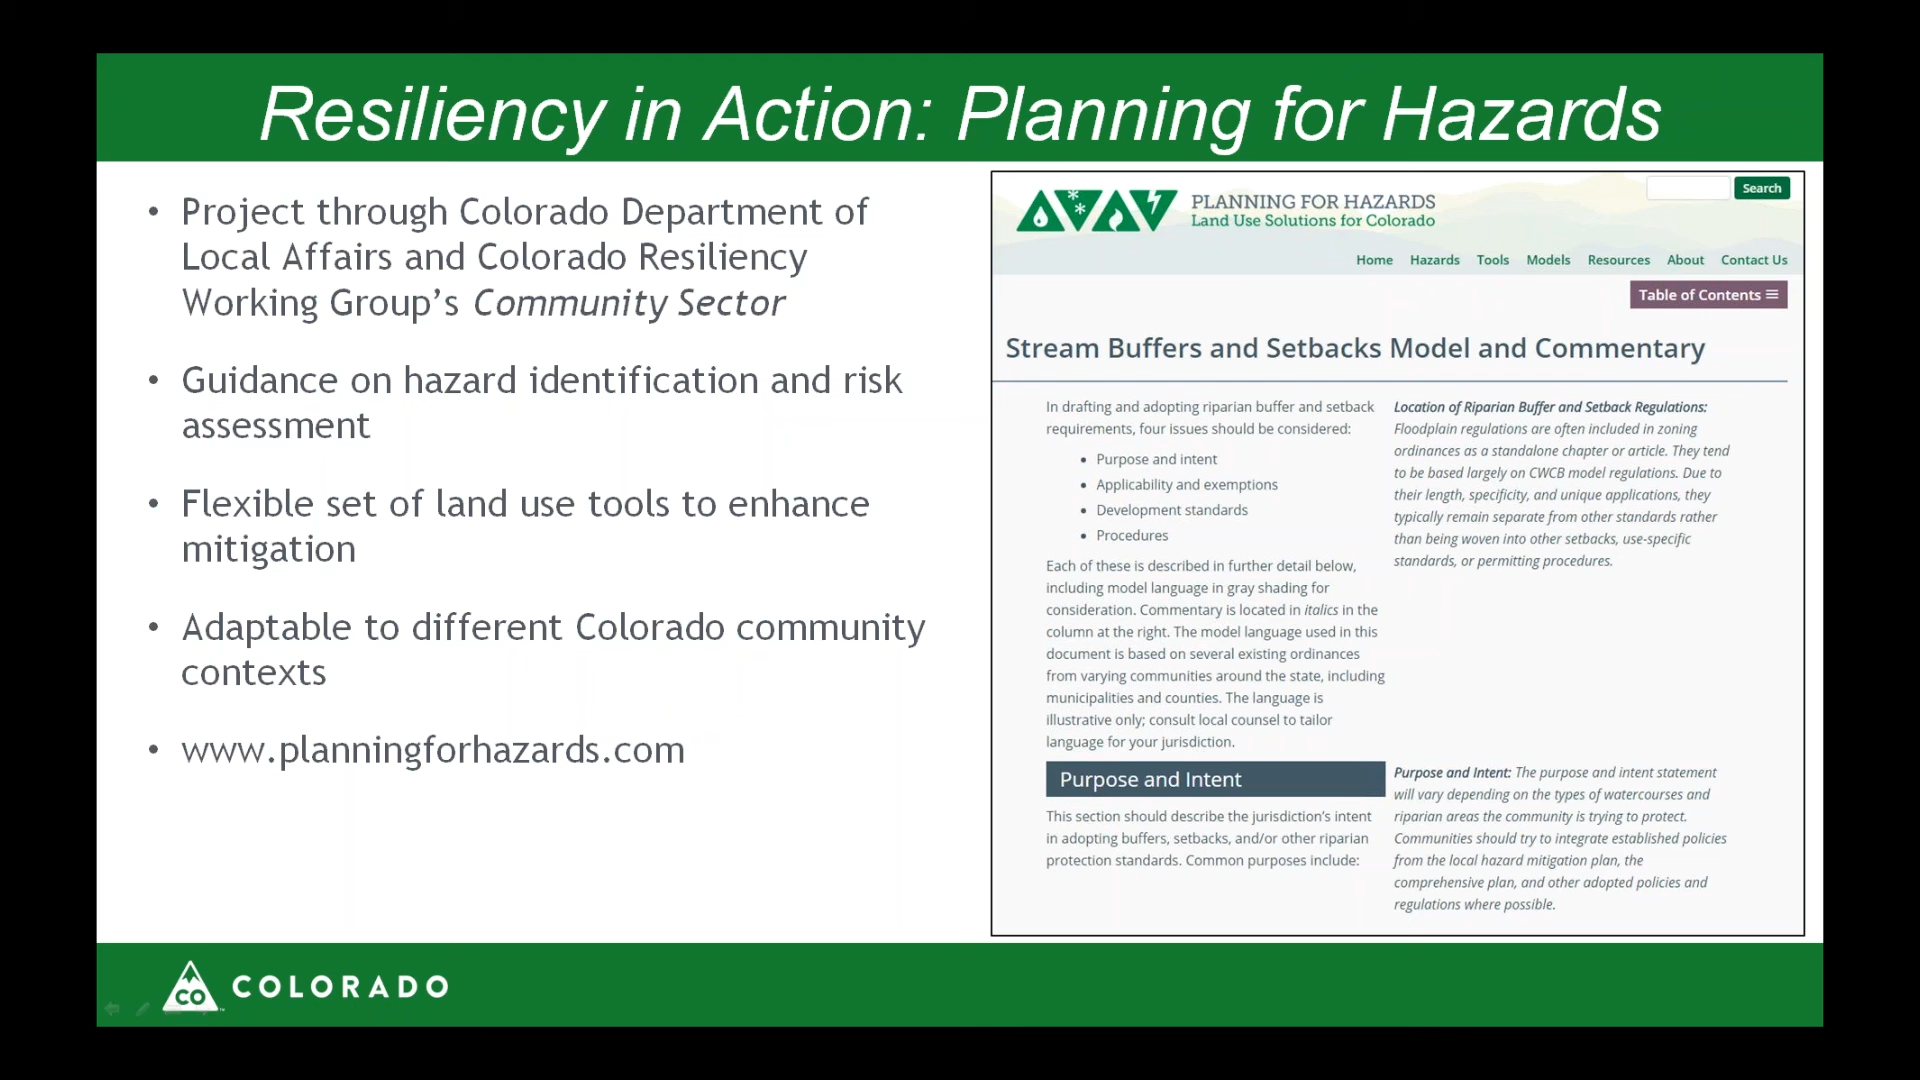 Resiliency in Action: Planning for Hazards
• Project through Colorado Department of
Local Affairs and Colorado Resiliency
Working Group’s Community Sector
• Guidance on hazard identification and risk
assessment
• Flexible set of land use tools to enhance
mitigation
• Adaptable to different Colorado community
contexts
• www.planningforhazards.com
PLANNING FOR HAZARDS
Land Use Solutions for Colorado
Search
Home Hazards Tools Models Resources About Contact Us
Table of Contents
Stream Buffers and Setbacks Model and Commentary
In drafting and adopting riparian buffer and setback
requirements, four issues should be considered:
• Purpose and intent
• Applicability and exemptions
• Development standards
• Procedures
Each of these is described in further detail below,
including model language in gray shading for
consideration. Commentary is located in italics in the
column at the right. The model language used in this
document is based on several existing ordinances
from varying communities around the state, including
municipalities and counties. The language is
illustrative only; consult local counsel to tailor
language for your jurisdiction.
Location of Riparian Buffer and Setback Regulations:
Floodplain regulations are often included in zoning
ordinances as a standalone chapter or article. They tend
to be based largely on CWCB model regulations. Due to
their length, specificity, and unique applications, they
typically remain separate from other standards rather
than being woven into other setbacks, use-specific
standards, or permitting procedures.
Purpose and Intent
This section should describe the jurisdiction’s intent
in adopting buffers, setbacks, and/or other riparian
protection standards. Common purposes include:
Purpose and Intent: The purpose and intent statement
will vary depending on the types of watercourses and
riparian areas the community is trying to protect.
Communities should try to integrate established policies
from the local hazard mitigation plan, the
comprehensive plan, and other adopted policies and
regulations where possible.
CO
COLORADO